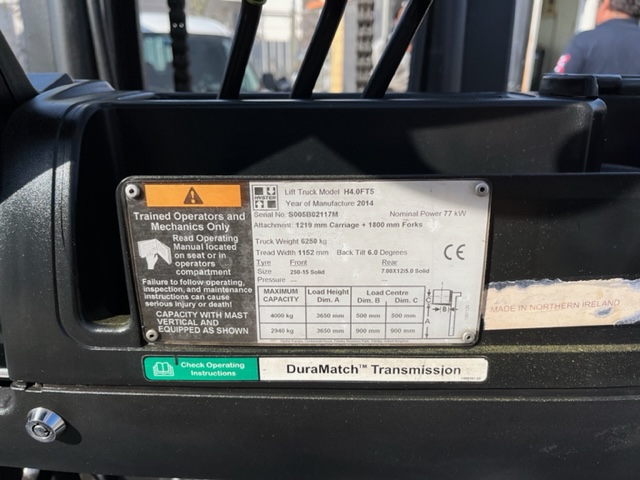 Trained Operators and
Mechanics Only
Read Operating
Manual located
on seat or in
operators
compartment
Failure to follow operating,
inspection, and maintenance
instructions can cause
serious injury or death!
CAPACITY WITH MAST
VERTICAL AND
EQUIPPED AS SHOWN
HYSTER
Lift Truck Model H4.0FT5
Year of Manufacture 2014
Serial No. S005B02117M Nominal Power 77 kW
Attachment 1219 mm Carriage + 1800 mm Forks
Truck Weight 6250 kg
Tread Width 1152 mm Back Tilt 6.0 Degrees
Tyre Front Rear
Size 250-15 Solid 7.00X12/5.0 Solid
Pressure --- ---
CE
MAXIMUM CAPACITY Load Height Dim. A Load Centre Dim. B Dim. C
4000 kg 3650 mm 500 mm 500 mm
2940 kg 3650 mm 900 mm 900 mm
C
B
A
MADE IN NORTHERN IRELAND
Check Operating
Instructions
DuraMatch™ Transmission